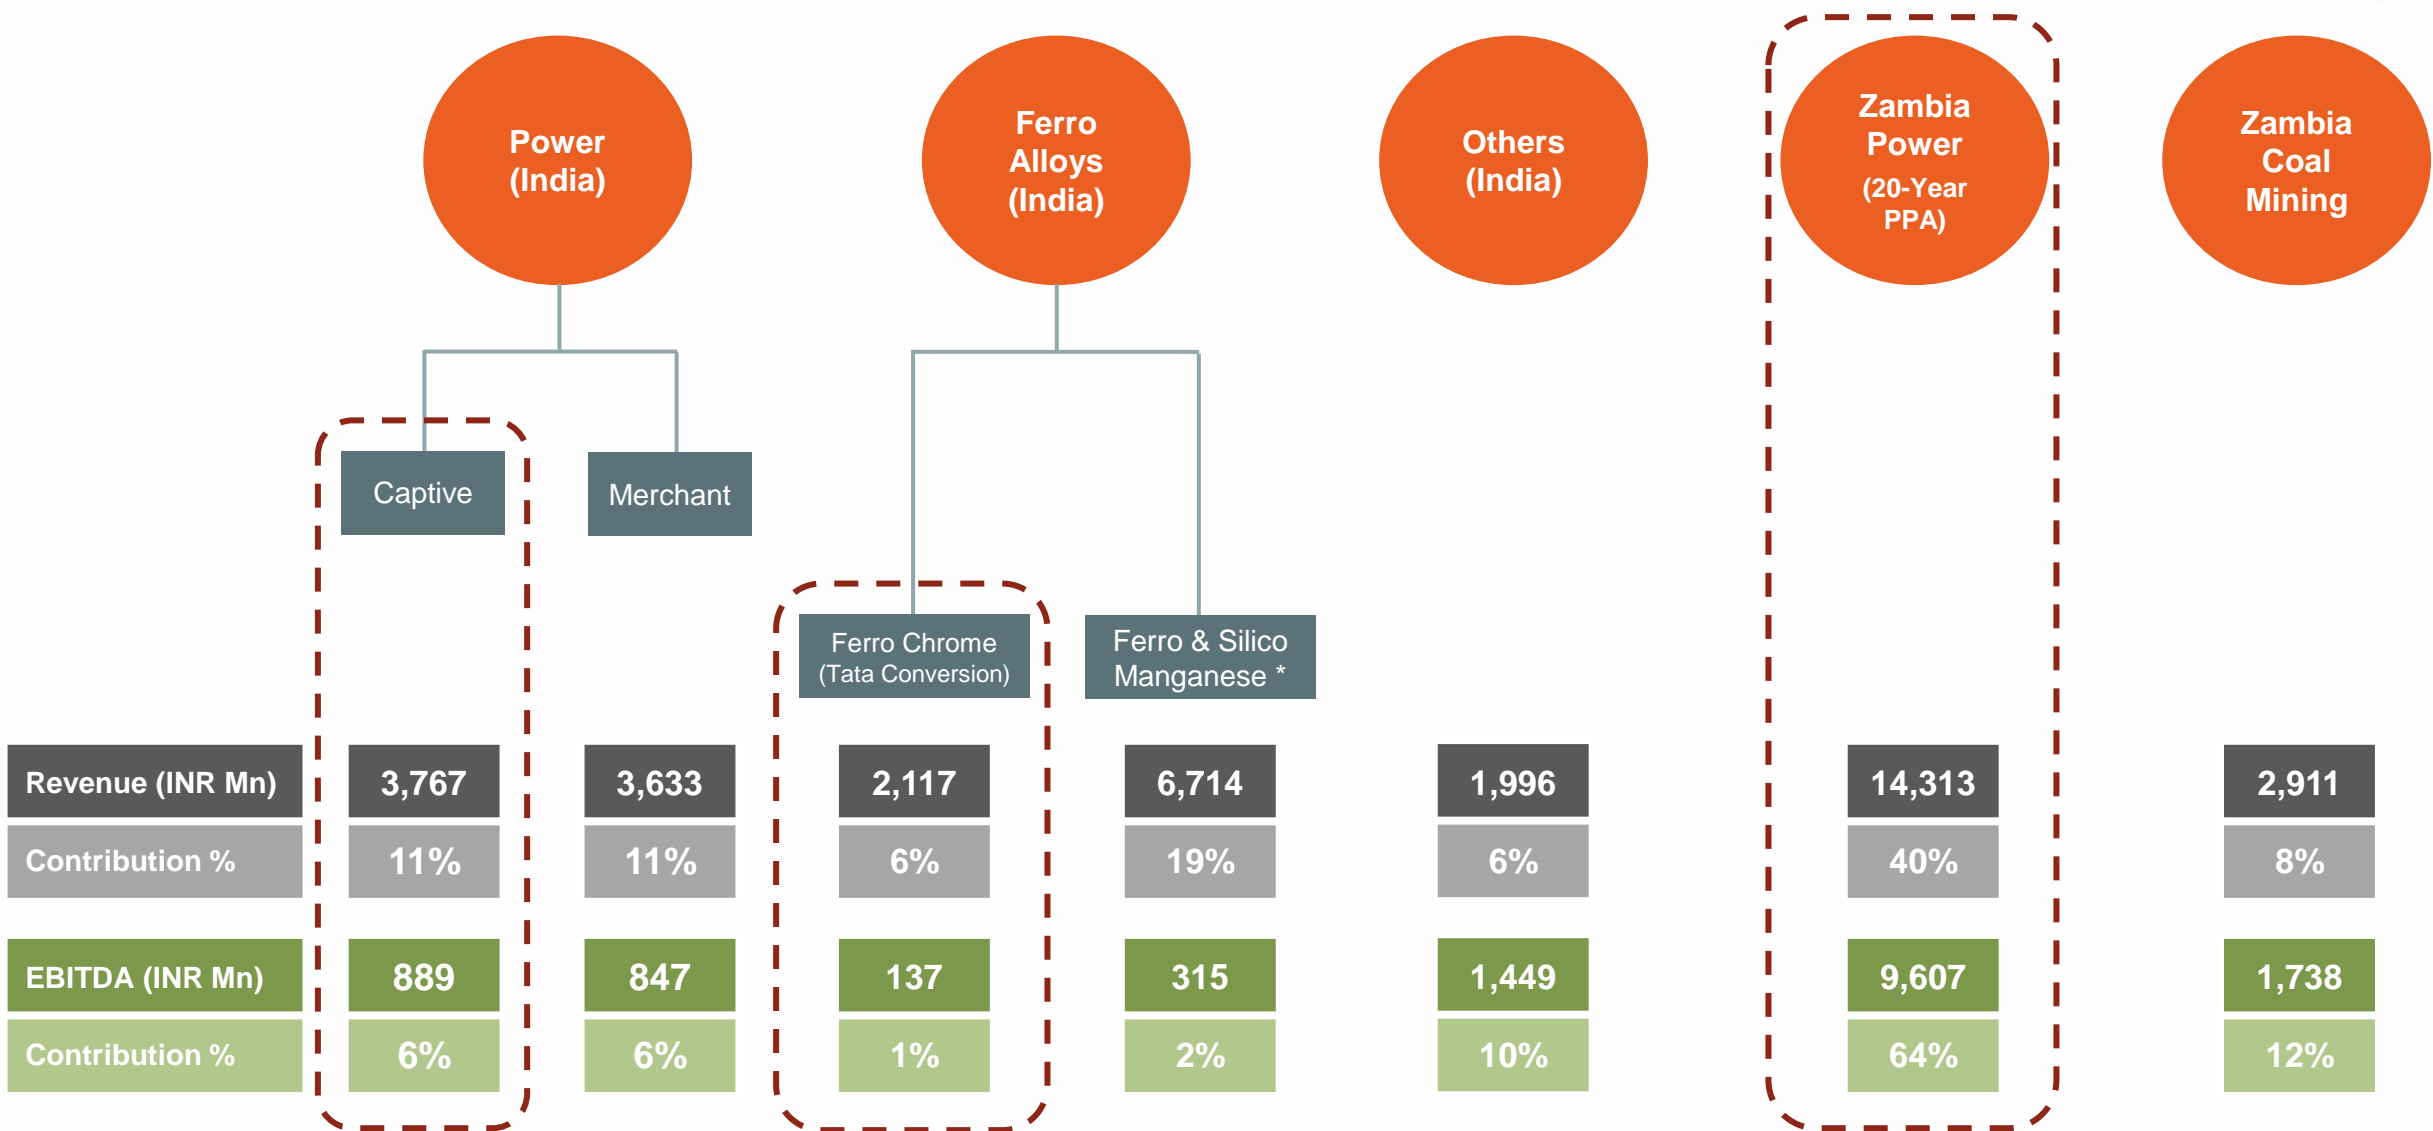 Power
(India)
Ferro
Alloys
(India)
Others
(India)
Zambia
Power
(20-Year
PPA)
Zambia
Coal
Mining
Captive
Merchant
Ferro Chrome
(Tata Conversion)
Ferro & Silico
Manganese *
Revenue (INR Mn) 3,767 3,633 2,117 6,714 1,996 14,313 2,911
Contribution % 11% 11% 6% 19% 6% 40% 8%
EBITDA (INR Mn) 889 847 137 315 1,449 9,607 1,738
Contribution % 6% 6% 1% 2% 10% 64% 12%